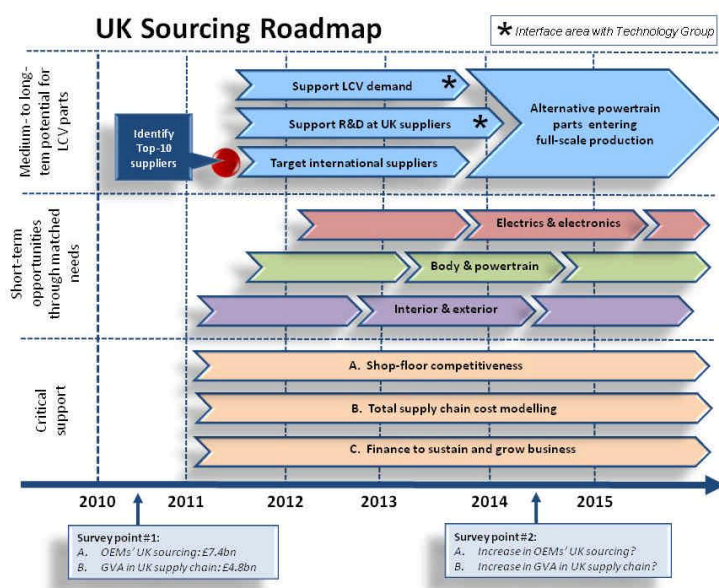 UK Sourcing Roadmap
* Interface area with Technology Group
Medium- to long-
tem potential for
LCV parts
Identify
Top-10
suppliers
Support LCV demand *
Support R&D at UK suppliers *
Target international suppliers
Alternative powertrain
parts entering
full-scale production
Short-term
opportunities
through matched
needs
Electrics & electronics
Body & powertrain
Interior & exterior
Critical
support
A. Shop-floor competitiveness
B. Total supply chain cost modelling
C. Finance to sustain and grow business
2010 2011 2012 2013 2014 2015
Survey point #1:
A. OEMs' UK sourcing: £7.4bn
B. GVA in UK supply chain: £4.8bn
Survey point #2:
A. Increase in OEMs' UK sourcing?
B. Increase in GVA in UK supply chain?